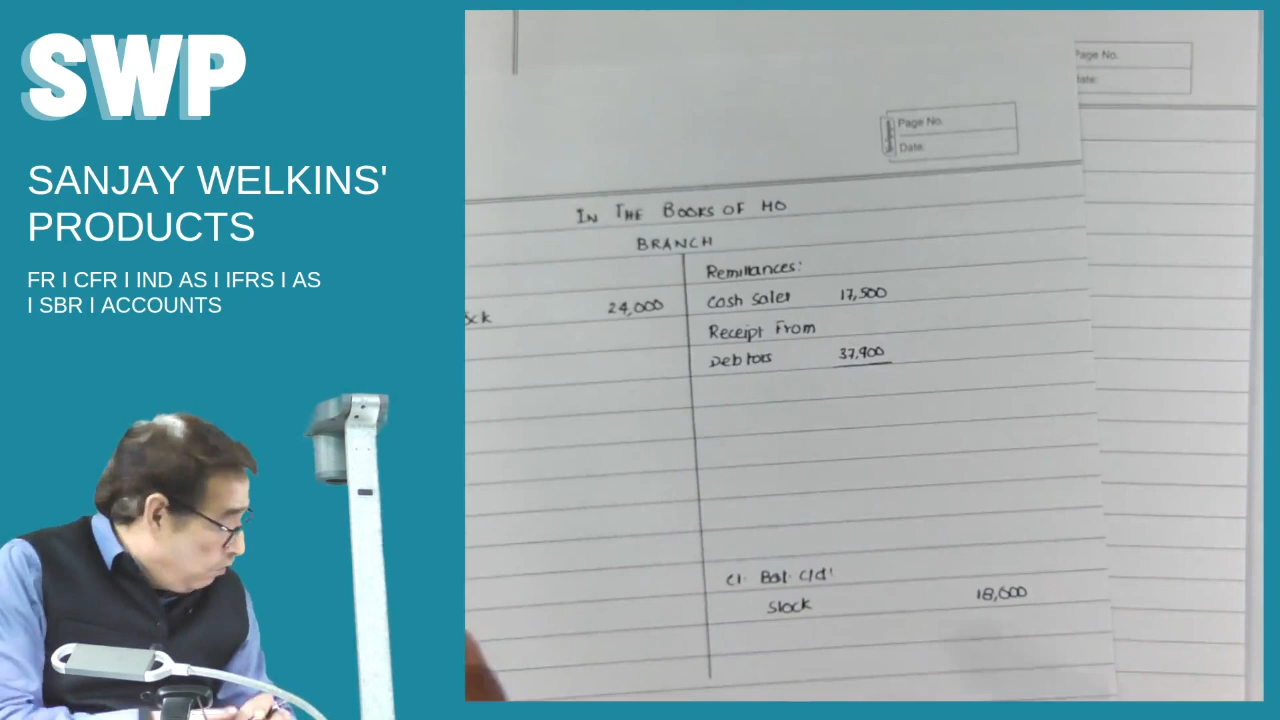 SWP
SANJAY WELKINS'
PRODUCTS
FR I CFR I IND AS I IFRS I AS
I SBR I ACCOUNTS
Page No.
Date:
Page No.
Date:
IN THE BOOKS OF HO
BRANCH
Remittances:
24,000
Cash Sales 17,500
Receipt From
Debtors 37,900
Cl. Bal. C/d:
Stock 18,000